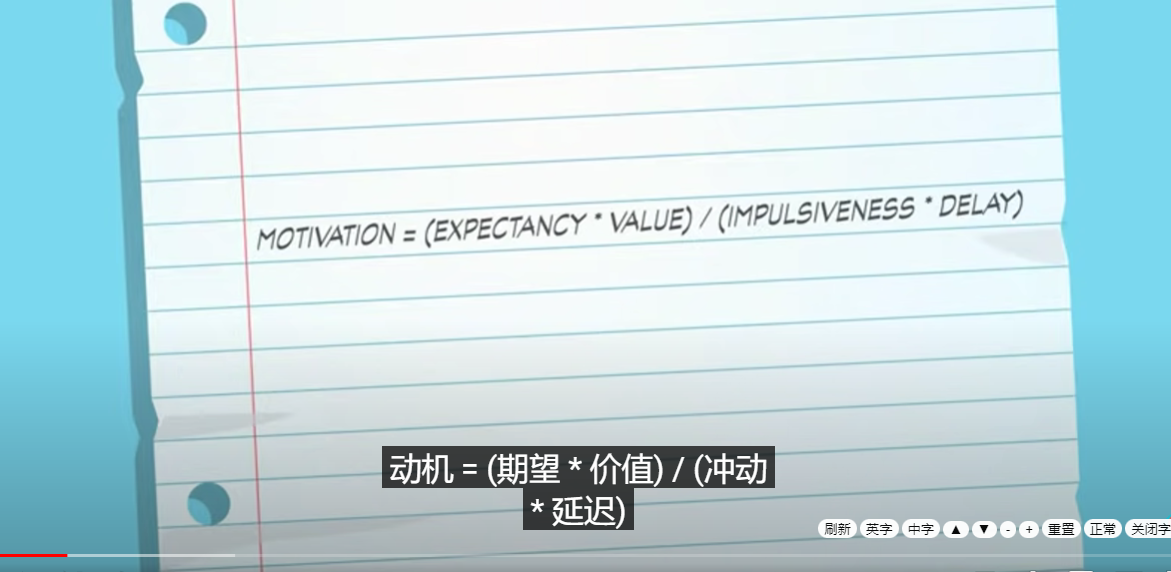 MOTIVATION = (EXPECTANCY * VALUE) / (IMPULSIVENESS * DELAY)
动机 = (期望 * 价值) / (冲动
* 延迟)
刷新 英字 中字 ▲ ▼ - + 重置 正常 关闭字